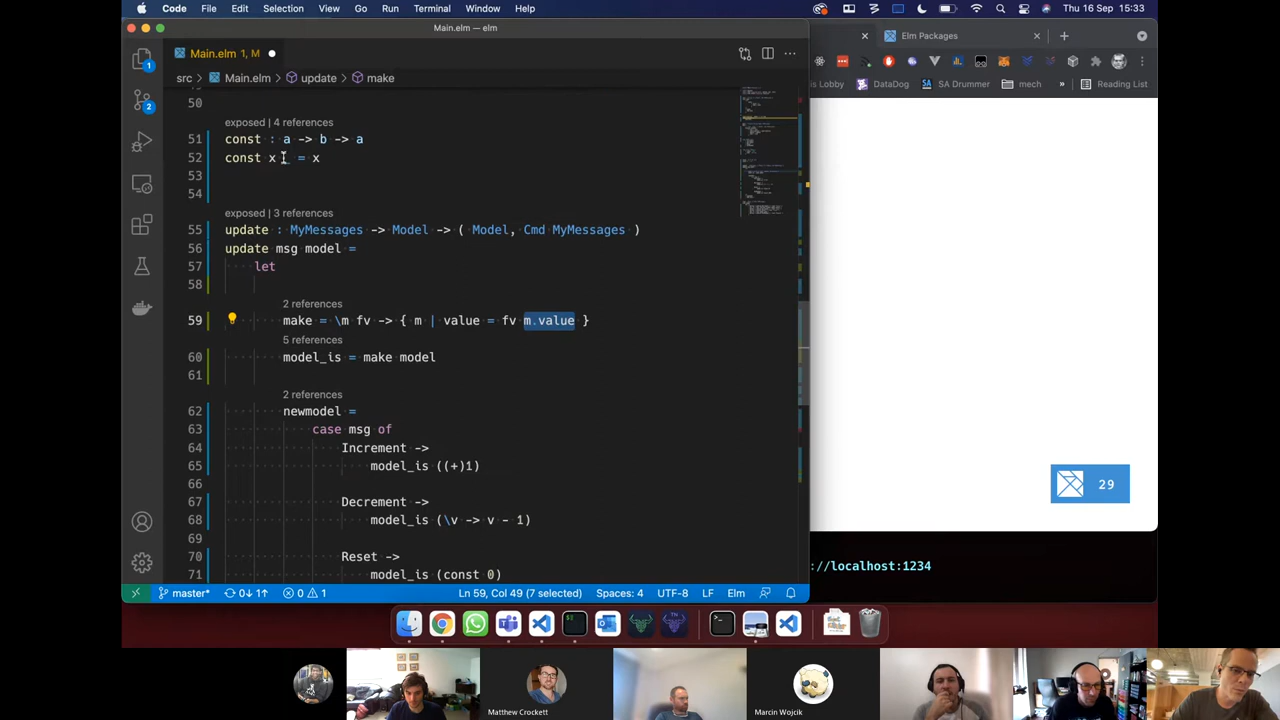 Code File Edit Selection View Go Run Terminal Window Help
Thu 16 Sep 15:33
Main.elm — elm
Main.elm 1, M
src > Main.elm > update > make
50
exposed | 4 references
51 const : a -> b -> a
52 const x _ = x
53
54
exposed | 3 references
55 update : MyMessages -> Model -> ( Model, Cmd MyMessages )
56 update msg model =
57 let
58
2 references
59 make = \m fv -> { m | value = fv m.value }
5 references
60 model_is = make model
61
2 references
62 newmodel =
63 case msg of
64 Increment ->
65 model_is ((+)1)
66
67 Decrement ->
68 model_is (\v -> v - 1)
69
70 Reset ->
71 model_is (const 0)
master* 0↓ 1↑ 0 1
Ln 59, Col 49 (7 selected) Spaces: 4 UTF-8 LF Elm
1
2
Elm Packages
is Lobby DataDog SA Drummer mech » Reading List
29
://localhost:1234
Matthew Crockett
Marcin Wojcik